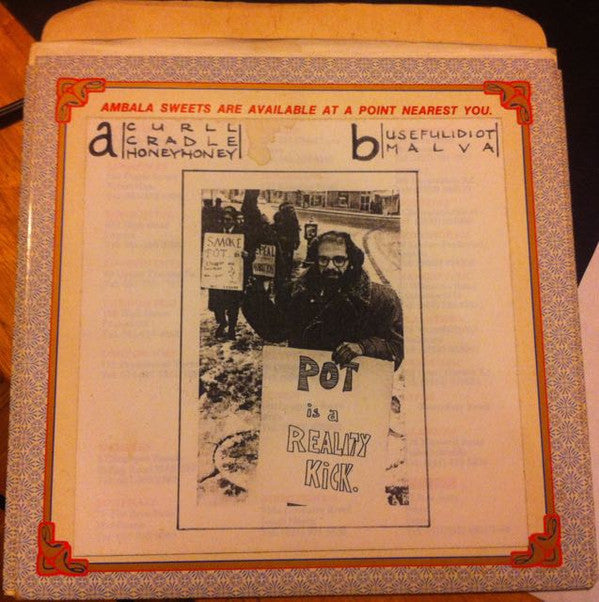 AMBALA SWEETS ARE AVAILABLE AT A POINT NEAREST YOU.
a
CURLL
CRADLE
HONEYHONEY
b
USEFULIDIOT
MALVA
SMOKE
POT
POT
is a
REALITY
KICK.